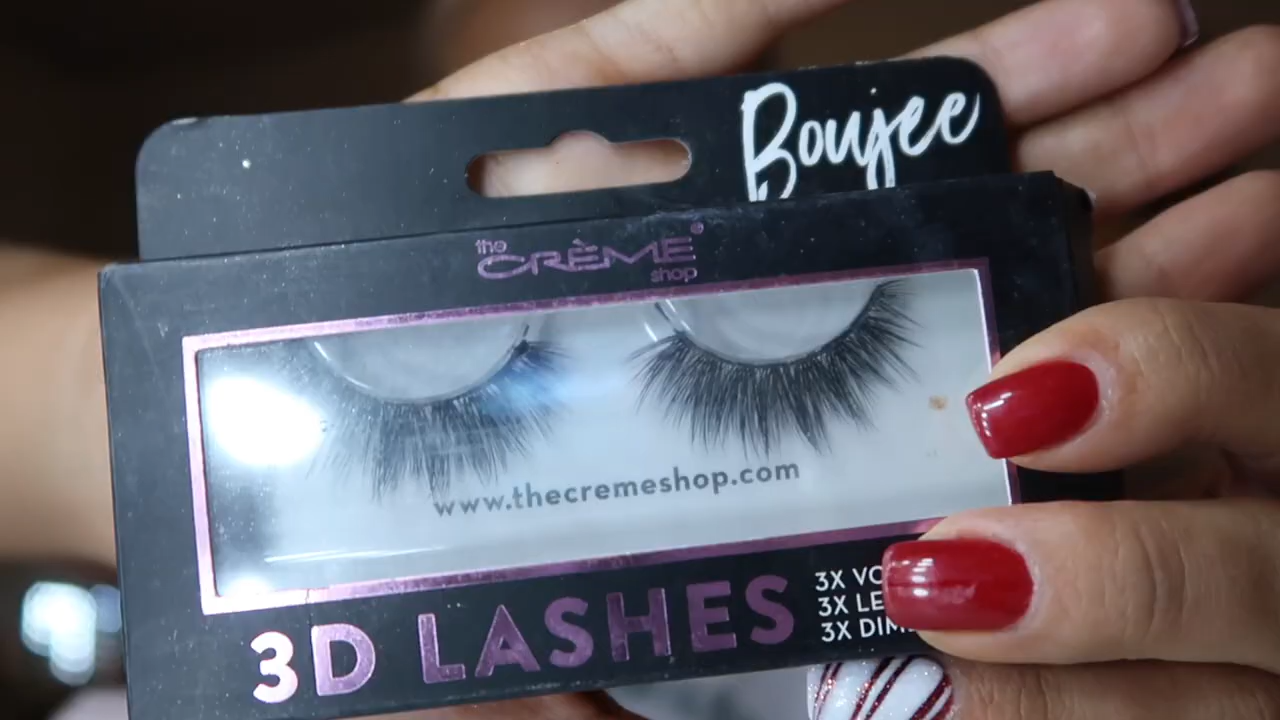 Boujee
the
CRÈME®
shop
www.thecremeshop.com
3D LASHES
3X
3X
3X